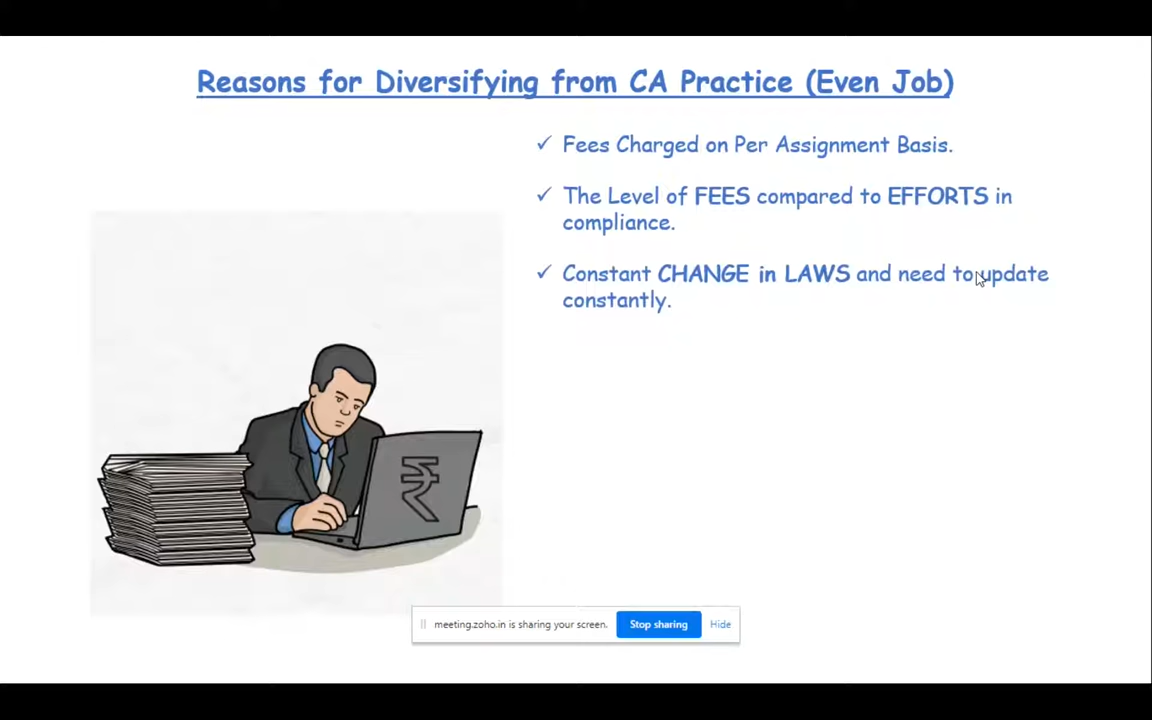 Reasons for Diversifying from CA Practice (Even Job)
✓ Fees Charged on Per Assignment Basis.
✓ The Level of FEES compared to EFFORTS in
compliance.
✓ Constant CHANGE in LAWS and need to update
constantly.
₹
meeting.zoho.in is sharing your screen. Stop sharing Hide